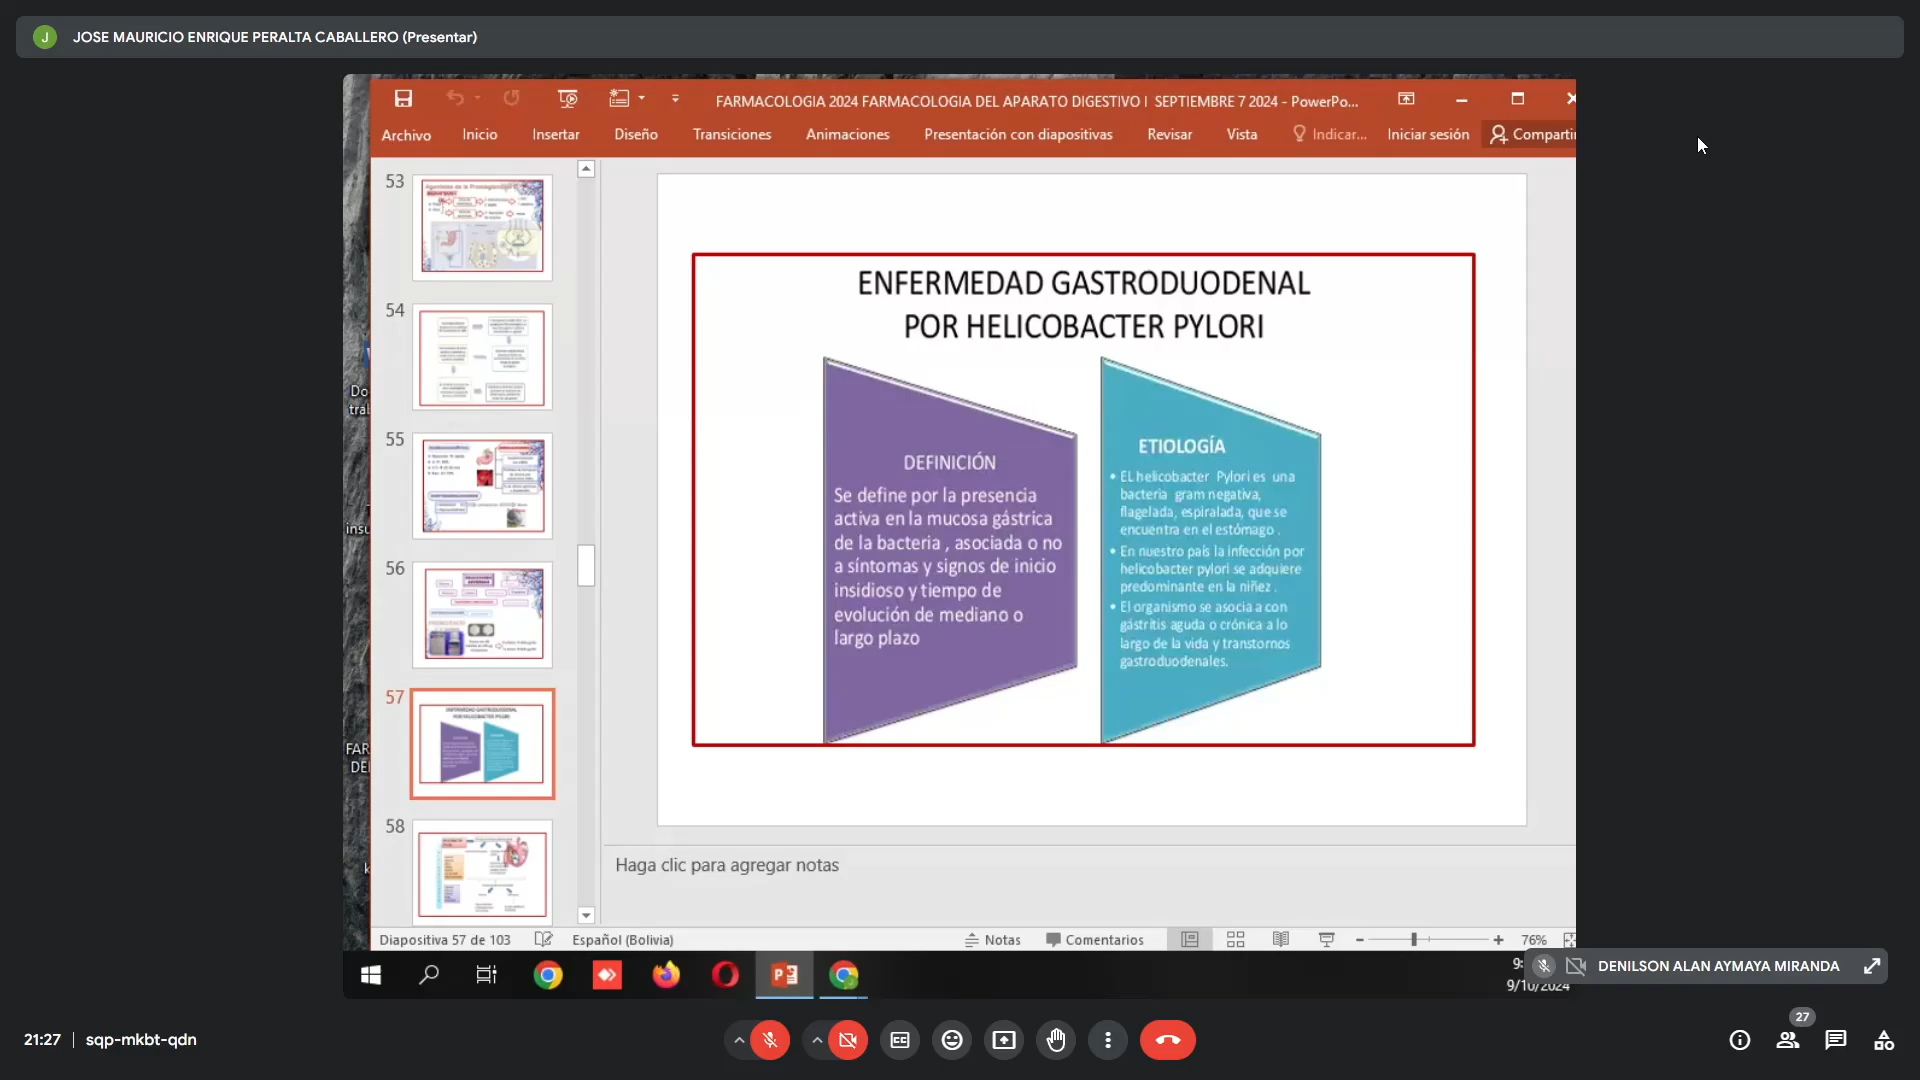 J JOSE MAURICIO ENRIQUE PERALTA CABALLERO (Presentar)
FARMACOLOGIA 2024 FARMACOLOGIA DEL APARATO DIGESTIVO I SEPTIEMBRE 7 2024 - PowerPo...
Archivo Inicio Insertar Diseño Transiciones Animaciones Presentación con diapositivas Revisar Vista Indicar... Iniciar sesión Compartir
53
54
55
56
57
58
ENFERMEDAD GASTRODUODENAL
POR HELICOBACTER PYLORI
DEFINICIÓN
Se define por la presencia
activa en la mucosa gástrica
de la bacteria , asociada o no
a síntomas y signos de inicio
insidioso y tiempo de
evolución de mediano o
largo plazo
ETIOLOGÍA
• EL helicobacter Pylori es una
bacteria gram negativa,
flagelada, espiralada, que se
encuentra en el estómago .
• En nuestro país la infección por
helicobacter pylori se adquiere
predominante en la niñez .
• El organismo se asocia a con
gástritis aguda o crónica a lo
largo de la vida y transtornos
gastroduodenales.
Haga clic para agregar notas
Diapositiva 57 de 103 Español (Bolivia) Notas Comentarios 76%
9/10/2024
DENILSON ALAN AYMAYA MIRANDA
21:27 | sqp-mkbt-qdn
27